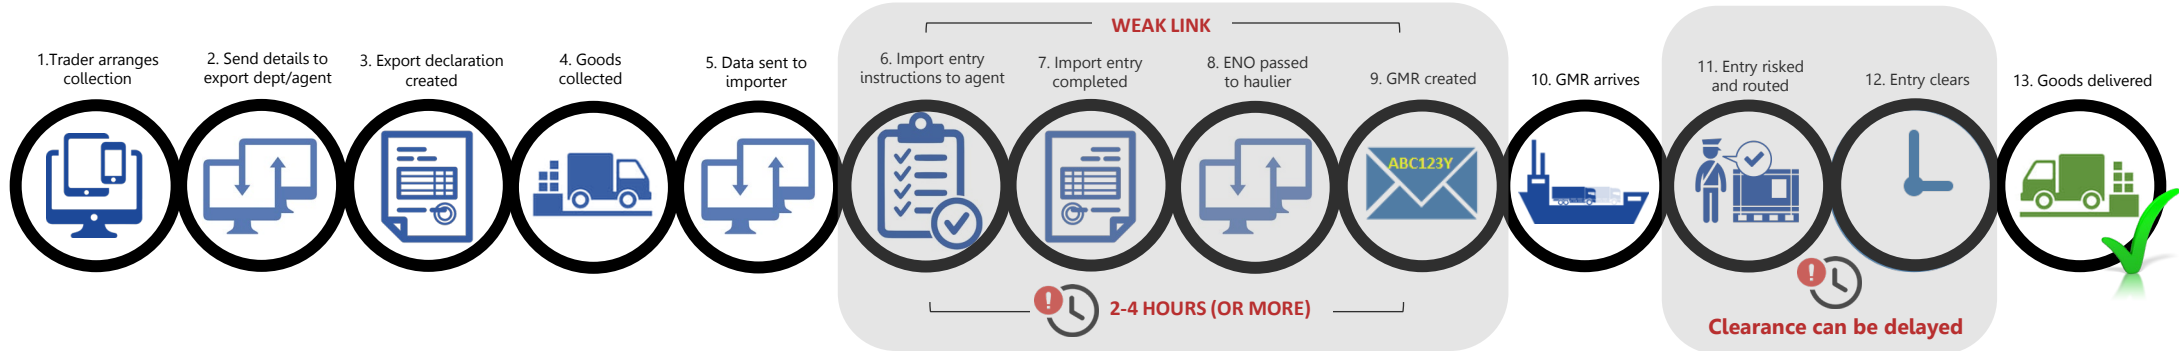 WEAK LINK
1.Trader arranges
collection
2. Send details to
export dept/agent
3. Export declaration
created
4. Goods
collected
5. Data sent to
importer
6. Import entry
instructions to agent
7. Import entry
completed
8. ENO passed
to haulier
9. GMR created
10. GMR arrives
11. Entry risked
and routed
12. Entry clears
13. Goods delivered
ABC123Y
!
2-4 HOURS (OR MORE)
!
Clearance can be delayed